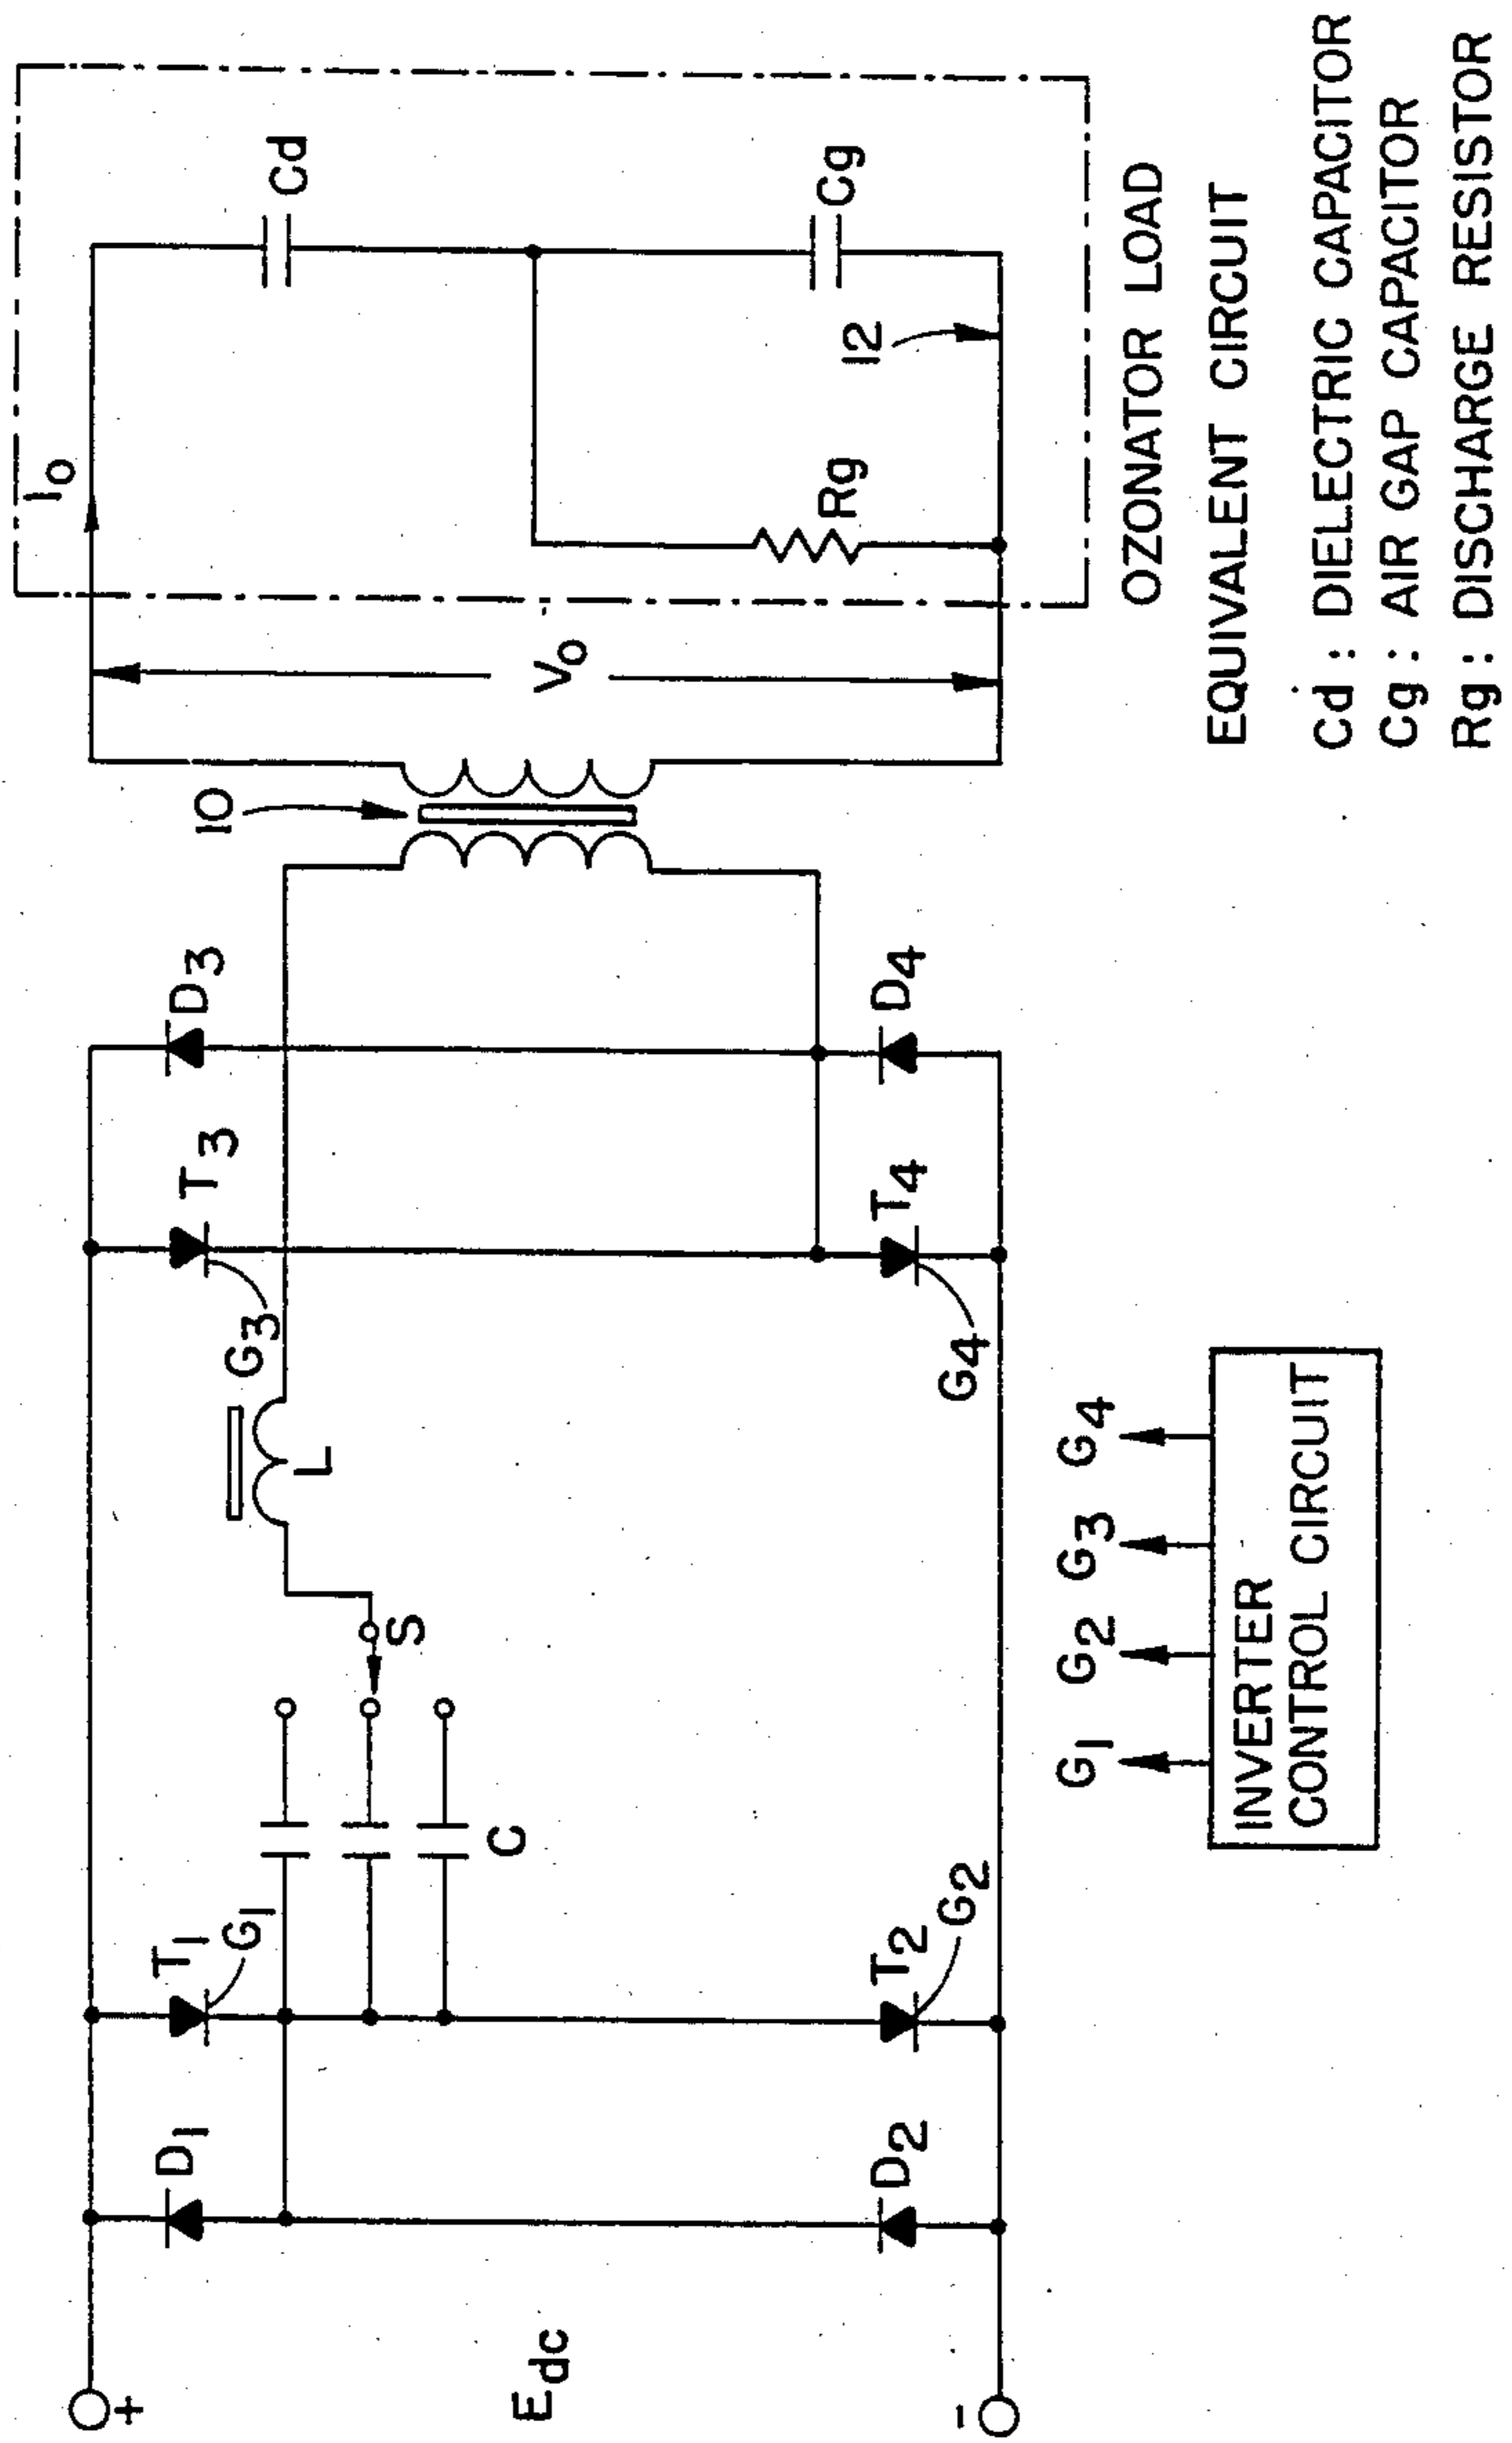 Edc
+
-
D1
D2
T1
G1
T2
G2
C
S
L
G3
T3
G4
T4
D3
D4
10
Vo
Io
Cd
Cg
12
Rg
OZONATOR LOAD
EQUIVALENT CIRCUIT
Cd : DIELECTRIC CAPACITOR
Cg : AIR GAP CAPACITOR
Rg : DISCHARGE RESISTOR
G1 G2 G3 G4
INVERTER
CONTROL CIRCUIT